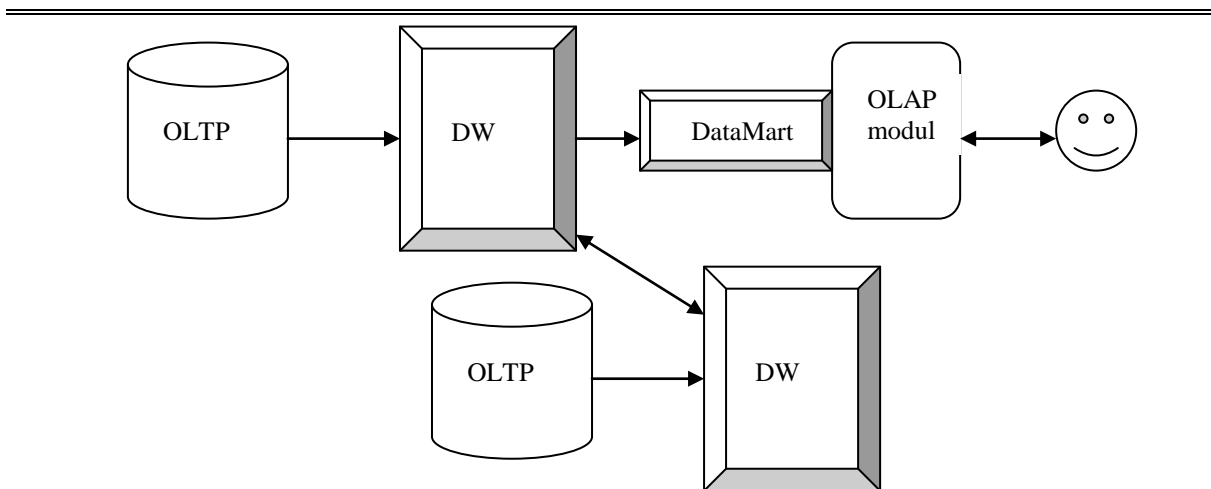 OLTP
DW
DataMart
OLAP
modul
OLTP
DW